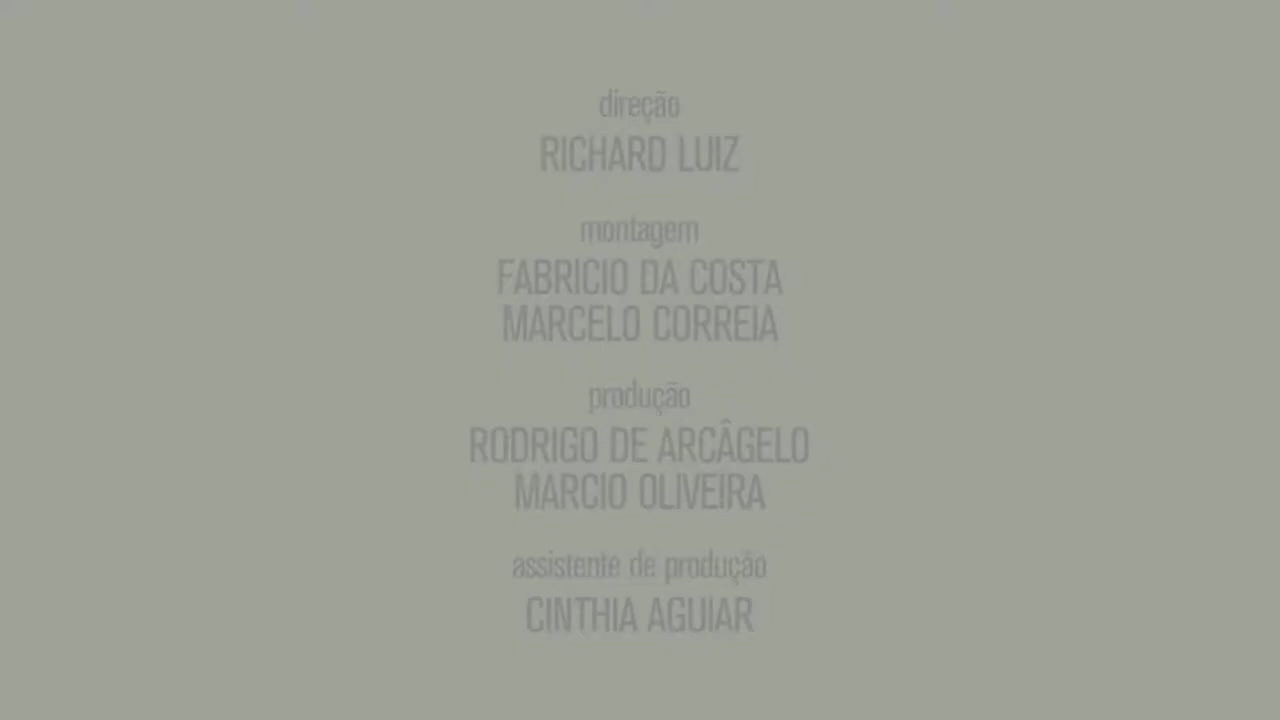 direção
RICHARD LUIZ
montagem
FABRICIO DA COSTA
MARCELO CORREIA
produção
RODRIGO DE ARCÂGELO
MARCIO OLIVEIRA
assistente de produção
CINTHIA AGUIAR